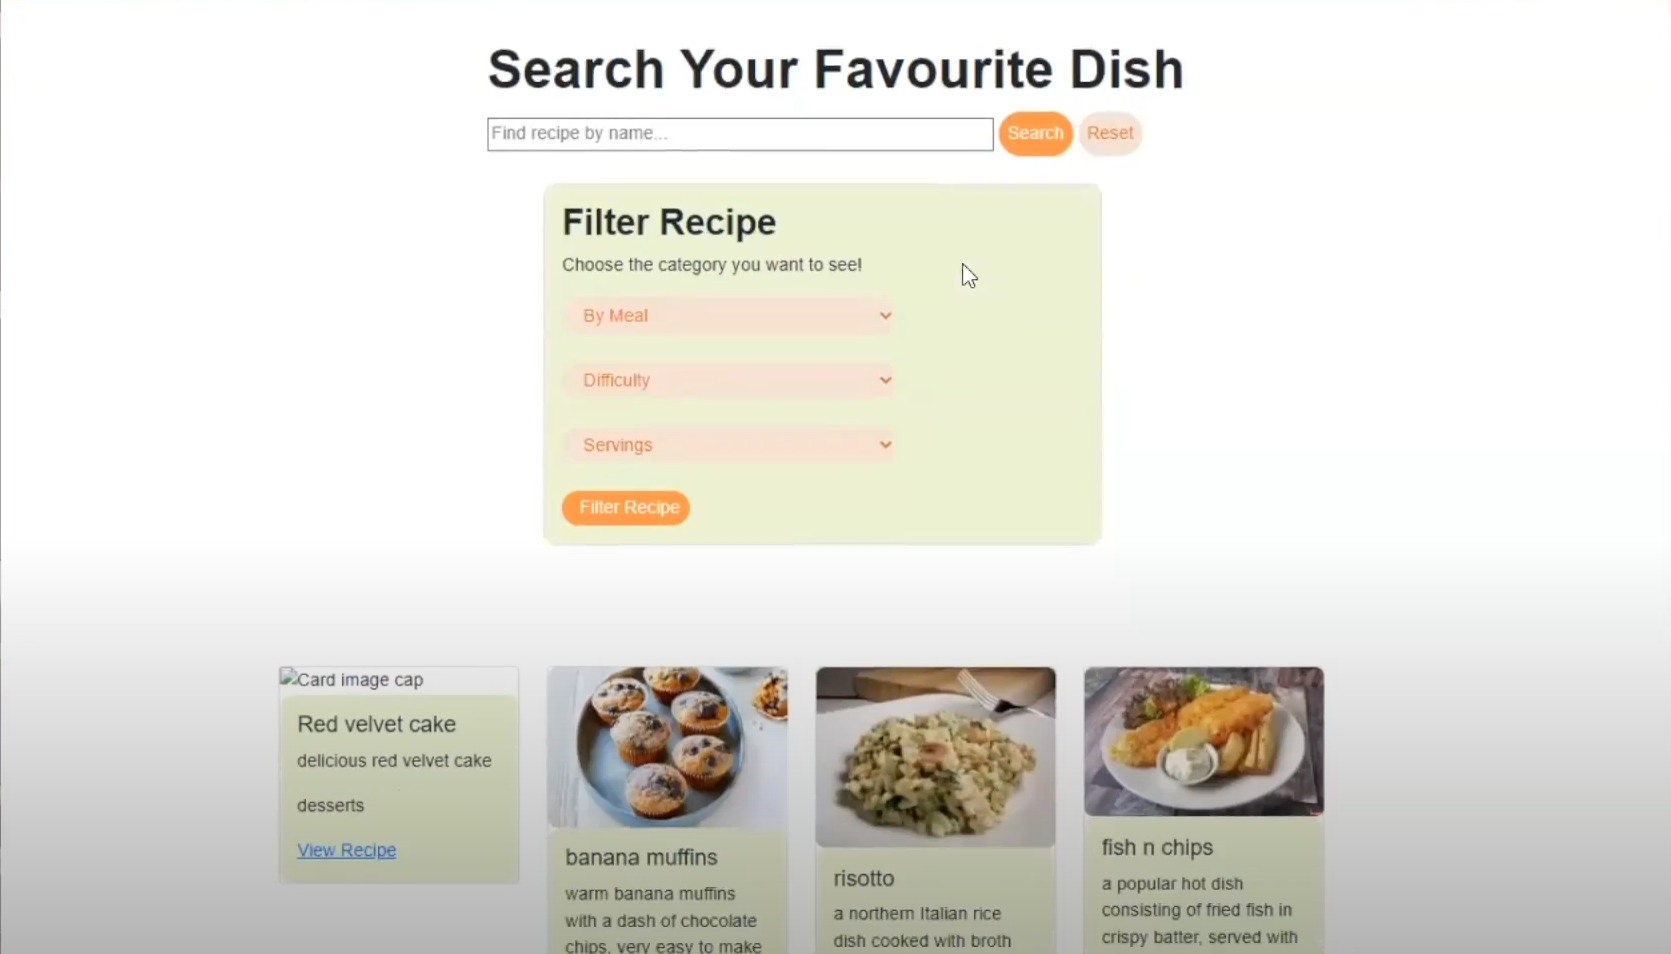 Search Your Favourite Dish
Find recipe by name...
Search
Reset
Filter Recipe
Choose the category you want to see!
By Meal
Difficulty
Servings
Filter Recipe
Card image cap
Red velvet cake
delicious red velvet cake
desserts
View Recipe
banana muffins
warm banana muffins
with a dash of chocolate
chips, very easy to make
risotto
a northern Italian rice
dish cooked with broth
fish n chips
a popular hot dish
consisting of fried fish in
crispy batter, served with